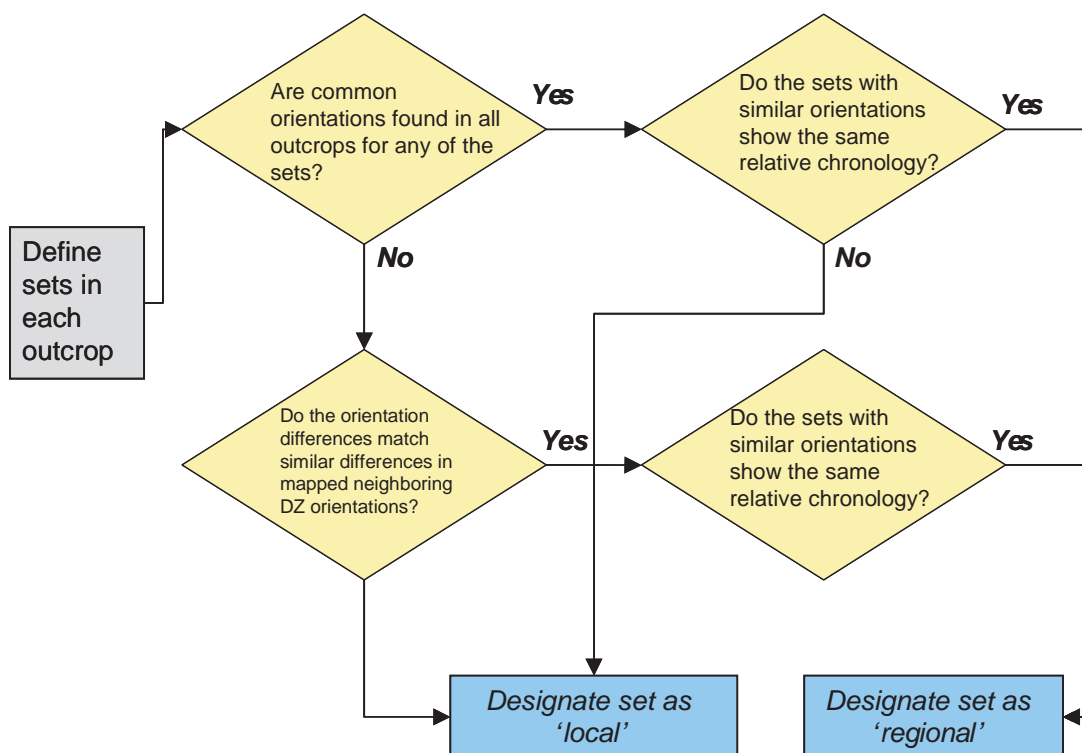 Define
sets in
each
outcrop
Are common
orientations found in all
outcrops for any of the
sets?
Yes
Do the sets with
similar orientations
show the same
relative chronology?
Yes
No
No
Do the orientation
differences match
similar differences in
mapped neighboring
DZ orientations?
Yes
Do the sets with
similar orientations
show the same
relative chronology?
Yes
Designate set as
‘local’
Designate set as
‘regional’